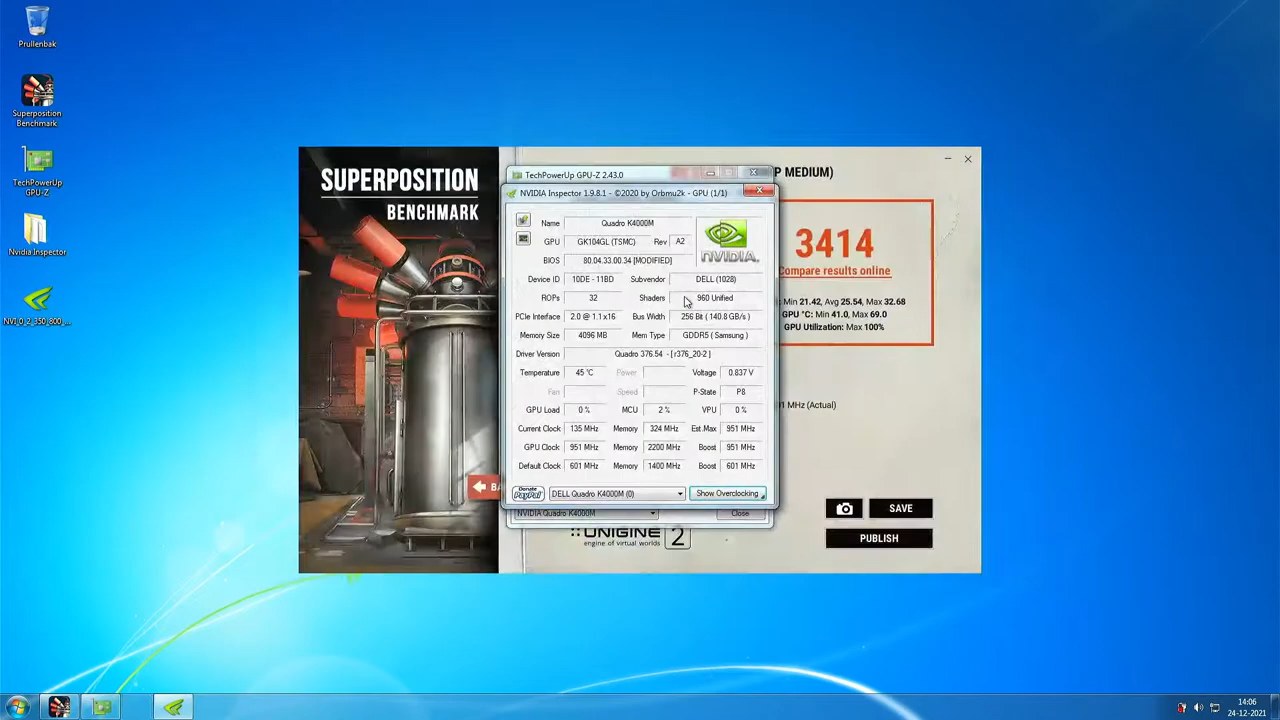 Prullenbak
Superposition
Benchmark
TechPowerUp
GPU-Z
Nvidia Inspector
NVI_0_2_350_800_...
SUPERPOSITION
BENCHMARK
TechPowerUp GPU-Z 2.43.0
P MEDIUM)
NVIDIA Inspector 1.9.8.1 - ©2020 by Orbmu2k - GPU (1/1)
Name Quadro K4000M
GPU GK104GL (TSMC) Rev A2
NVIDIA.
BIOS 80.04.33.00.34 [MODIFIED]
Device ID 10DE - 11BD Subvendor DELL (1028)
ROPs 32 Shaders 960 Unified
PCIe Interface 2.0 @ 1.1 x16 Bus Width 256 Bit ( 140.8 GB/s )
Memory Size 4096 MB Mem Type GDDR5 ( Samsung )
Driver Version Quadro 376.54 - [ r376_20-2 ]
Temperature 45 °C Power Voltage 0.837 V
Fan Speed P-State P8
GPU Load 0 % MCU 2 % VPU 0 %
Current Clock 135 MHz Memory 324 MHz Est.Max 951 MHz
GPU Clock 951 MHz Memory 2200 MHz Boost 951 MHz
Default Clock 601 MHz Memory 1400 MHz Boost 601 MHz
Donate PayPal DELL Quadro K4000M (0) Show Overclocking
NVIDIA Quadro K4000M Close
3414
Compare results online
: Min 21.42, Avg 25.54, Max 32.68
GPU °C: Min 41.0, Max 69.0
GPU Utilization: Max 100%
MHz (Actual)
BA
SAVE
PUBLISH
UNIGINE 2
engine of virtual worlds
14:06
24-12-2021